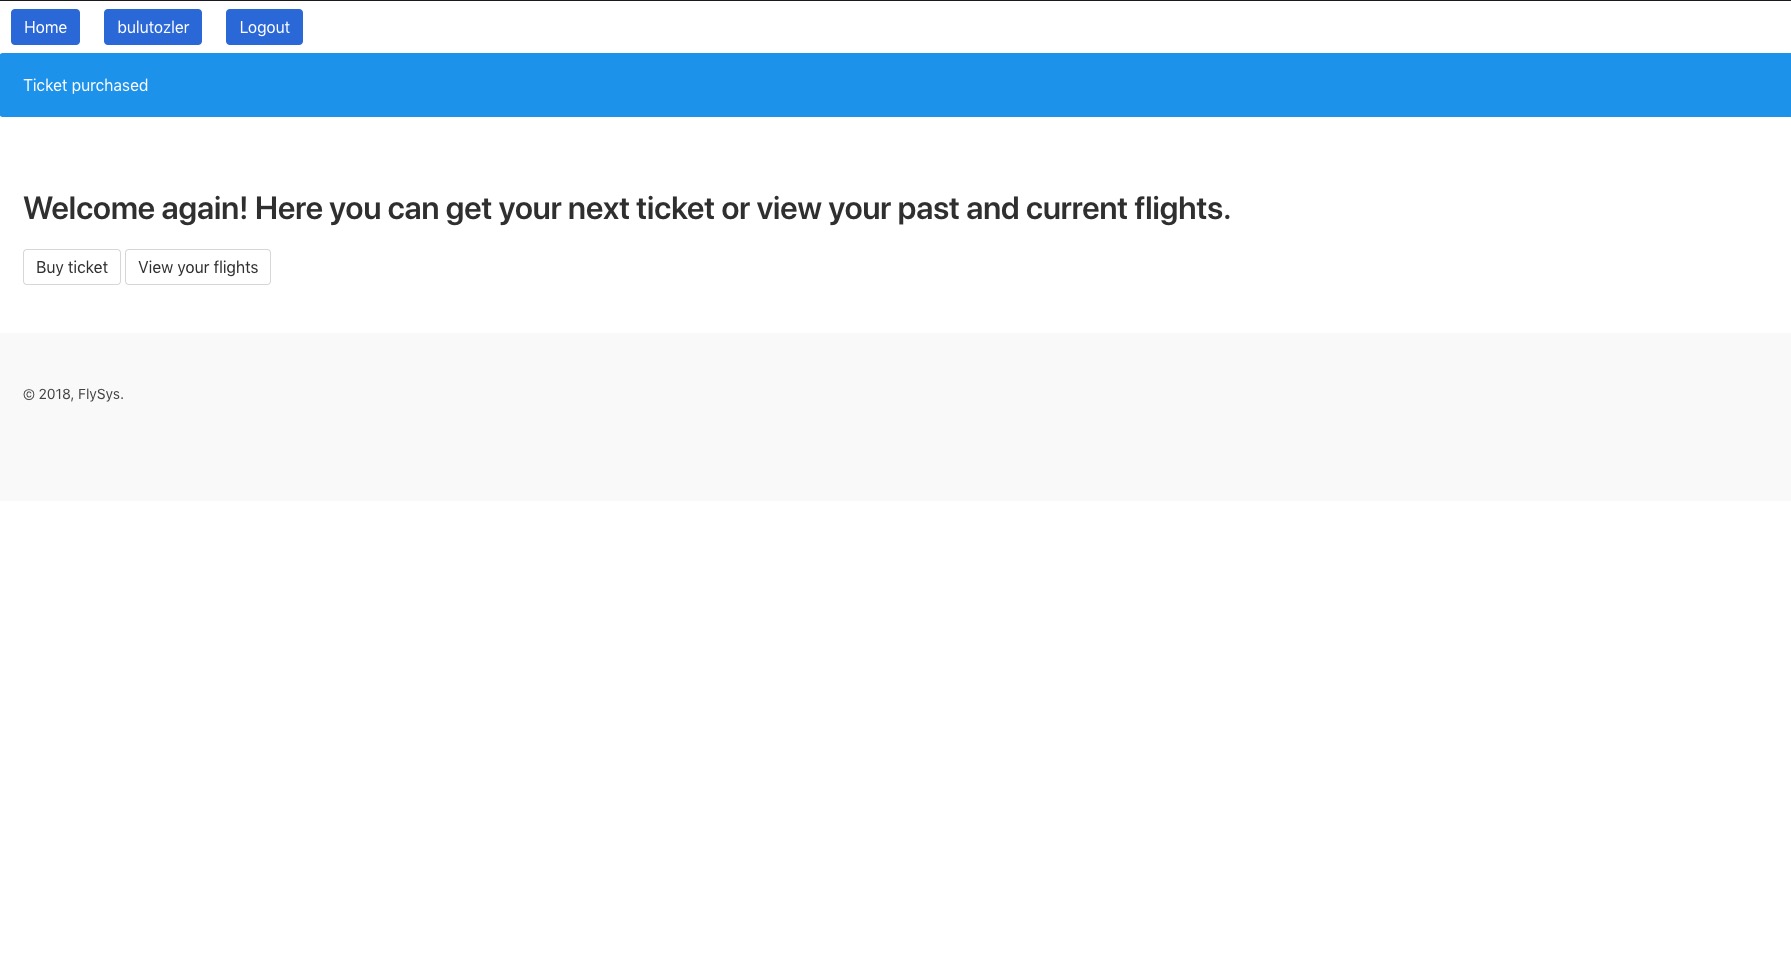 Home bulutozler Logout
Ticket purchased
Welcome again! Here you can get your next ticket or view your past and current flights.
Buy ticket View your flights
© 2018, FlySys.